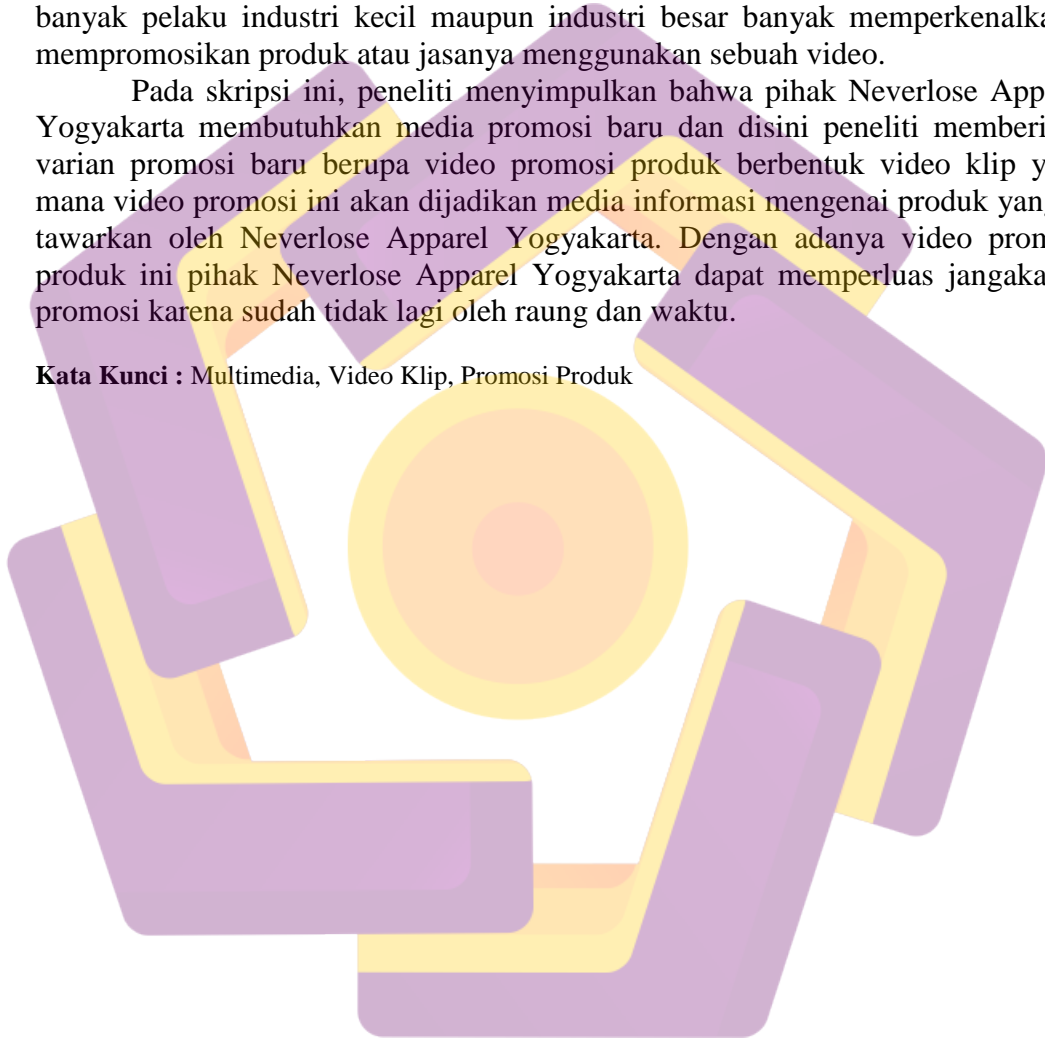 banyak pelaku industri kecil maupun industri besar banyak memperkenalka
mempromosikan produk atau jasanya menggunakan sebuah video.
Pada skripsi ini, peneliti menyimpulkan bahwa pihak Neverlose App
Yogyakarta membutuhkan media promosi baru dan disini peneliti memberi
varian promosi baru berupa video promosi produk berbentuk video klip y
mana video promosi ini akan dijadikan media informasi mengenai produk yan
tawarkan oleh Neverlose Apparel Yogyakarta. Dengan adanya video prom
produk ini pihak Neverlose Apparel Yogyakarta dapat memperluas jangaka
promosi karena sudah tidak lagi oleh raung dan waktu.
Kata Kunci : Multimedia, Video Klip, Promosi Produk